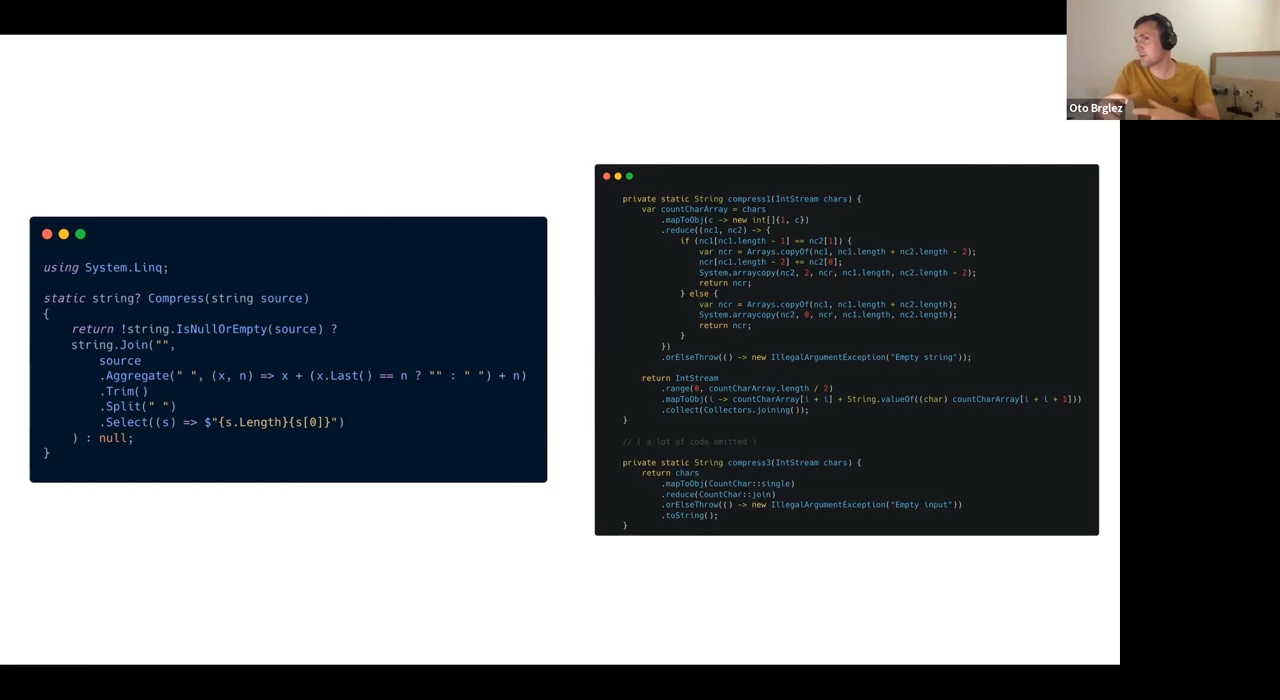 Oto Brglez
using System.Linq;
static string? Compress(string source)
{
return !string.IsNullOrEmpty(source) ?
string.Join("",
source
.Aggregate(" ", (x, n) => x + (x.Last() == n ? "" : " ") + n)
.Trim()
.Split(" ")
.Select((s) => $"{s.Length}{s[0]}")
) : null;
}
private static String compress1(IntStream chars) {
var countCharArray = chars
.mapToObj(c -> new int[]{1, c})
.reduce((nc1, nc2) -> {
if (nc1[nc1.length - 1] == nc2[1]) {
var ncr = Arrays.copyOf(nc1, nc1.length + nc2.length - 2);
ncr[nc1.length - 2] += nc2[0];
System.arraycopy(nc2, 2, ncr, nc1.length, nc2.length - 2);
return ncr;
} else {
var ncr = Arrays.copyOf(nc1, nc1.length + nc2.length);
System.arraycopy(nc2, 0, ncr, nc1.length, nc2.length);
return ncr;
}
})
.orElseThrow(() -> new IllegalArgumentException("Empty string"));
return IntStream
.range(0, countCharArray.length / 2)
.mapToObj(i -> countCharArray[i + i] + String.valueOf((char) countCharArray[i + i + 1]))
.collect(Collectors.joining());
}
// ( a lot of code omitted )
private static String compress3(IntStream chars) {
return chars
.mapToObj(CountChar::single)
.reduce(CountChar::join)
.orElseThrow(() -> new IllegalArgumentException("Empty input"))
.toString();
}